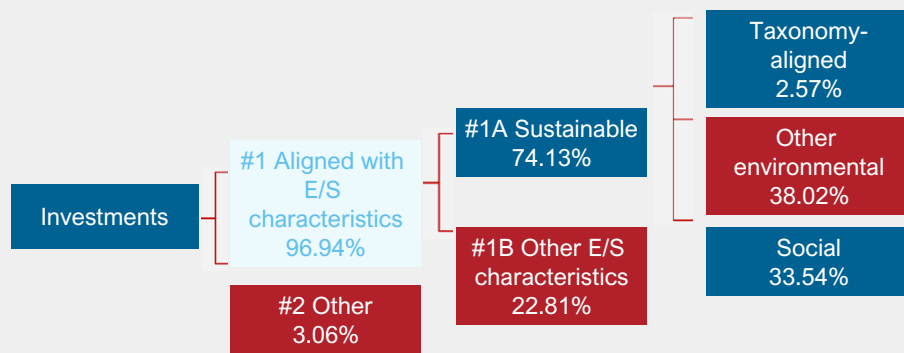 Investments
#1 Aligned with
E/S
characteristics
96.94%
#2 Other
3.06%
#1A Sustainable
74.13%
#1B Other E/S
characteristics
22.81%
Taxonomy-
aligned
2.57%
Other
environmental
38.02%
Social
33.54%